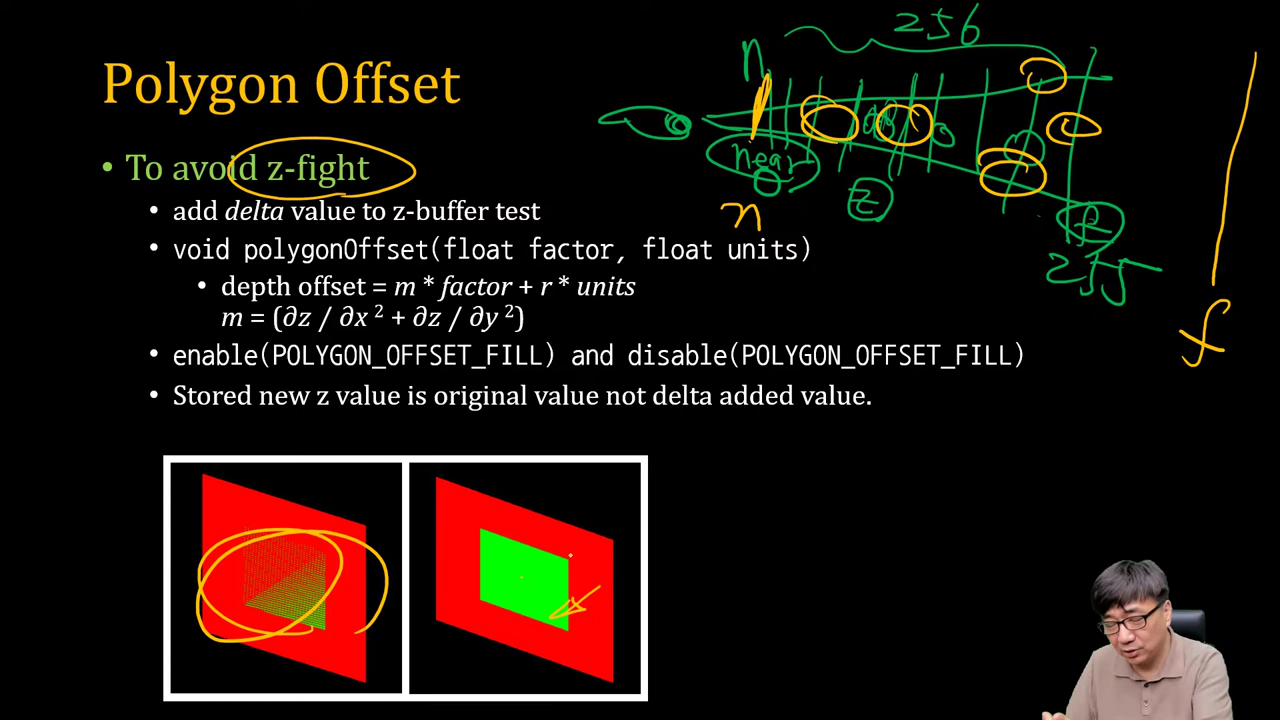 Polygon Offset
• To avoid z-fight
• add delta value to z-buffer test
• void polygonOffset(float factor, float units)
• depth offset = m * factor + r * units
m = (∂z / ∂x ² + ∂z / ∂y ²)
• enable(POLYGON_OFFSET_FILL) and disable(POLYGON_OFFSET_FILL)
• Stored new z value is original value not delta added value.
256
n
near
z
n
255
f